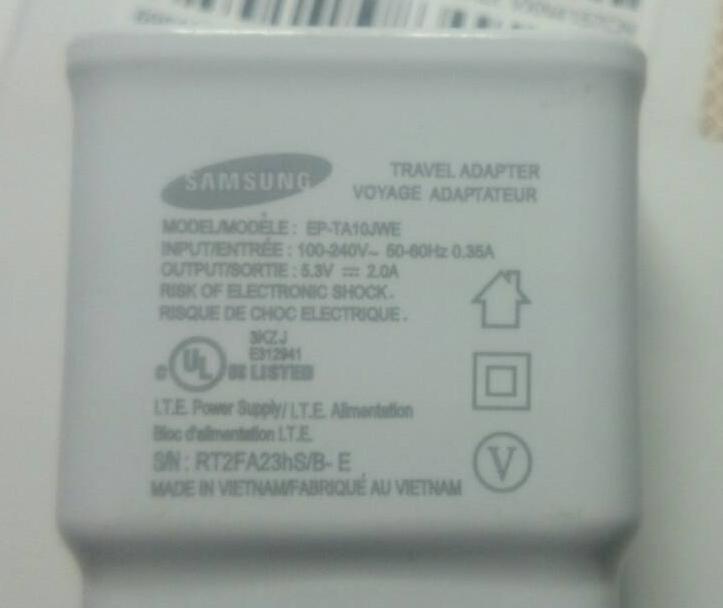 SAMSUNG
TRAVEL ADAPTER
VOYAGE ADAPTATEUR
MODEL/MODÈLE : EP-TA10JWE
INPUT/ENTRÉE : 100-240V~ 50-60Hz 0.35A
OUTPUT/SORTIE : 5.3V ⎓ 2.0A
RISK OF ELECTRONIC SHOCK.
RISQUE DE CHOC ELECTRIQUE.
3KZJ
E312941
c UL US LISTED
I.T.E. Power Supply/ I.T.E. Alimentation
Bloc d'alimentation I.T.E.
S/N : RT2FA23hS/B- E
MADE IN VIETNAM/FABRIQUÉ AU VIETNAM
V